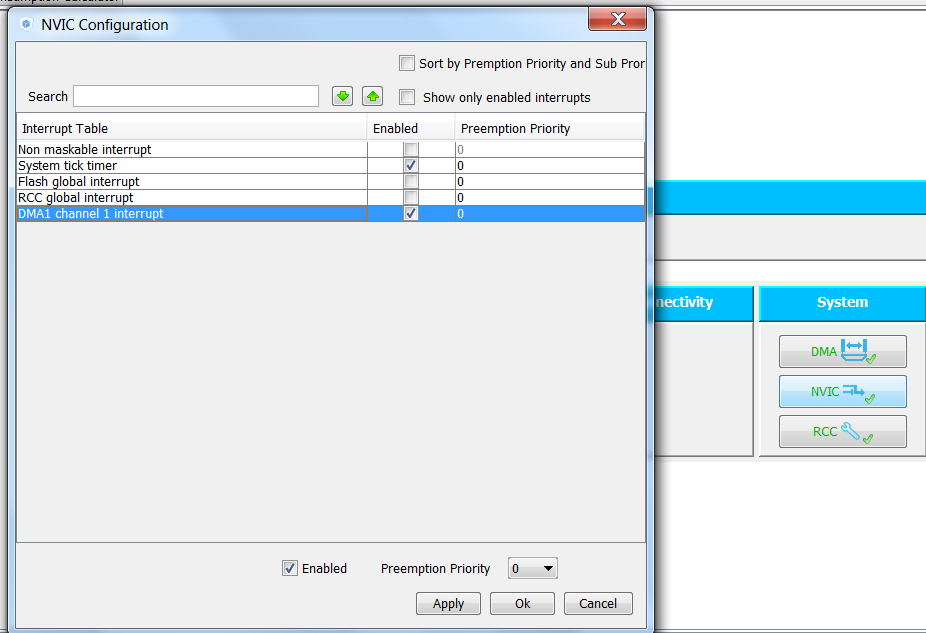 NVIC Configuration
Sort by Premption Priority and Sub Pror
Search
Show only enabled interrupts
Interrupt Table Enabled Preemption Priority
Non maskable interrupt 0
System tick timer 0
Flash global interrupt 0
RCC global interrupt 0
DMA1 channel 1 interrupt 0
nectivity System
DMA
NVIC
RCC
Enabled Preemption Priority 0
Apply Ok Cancel